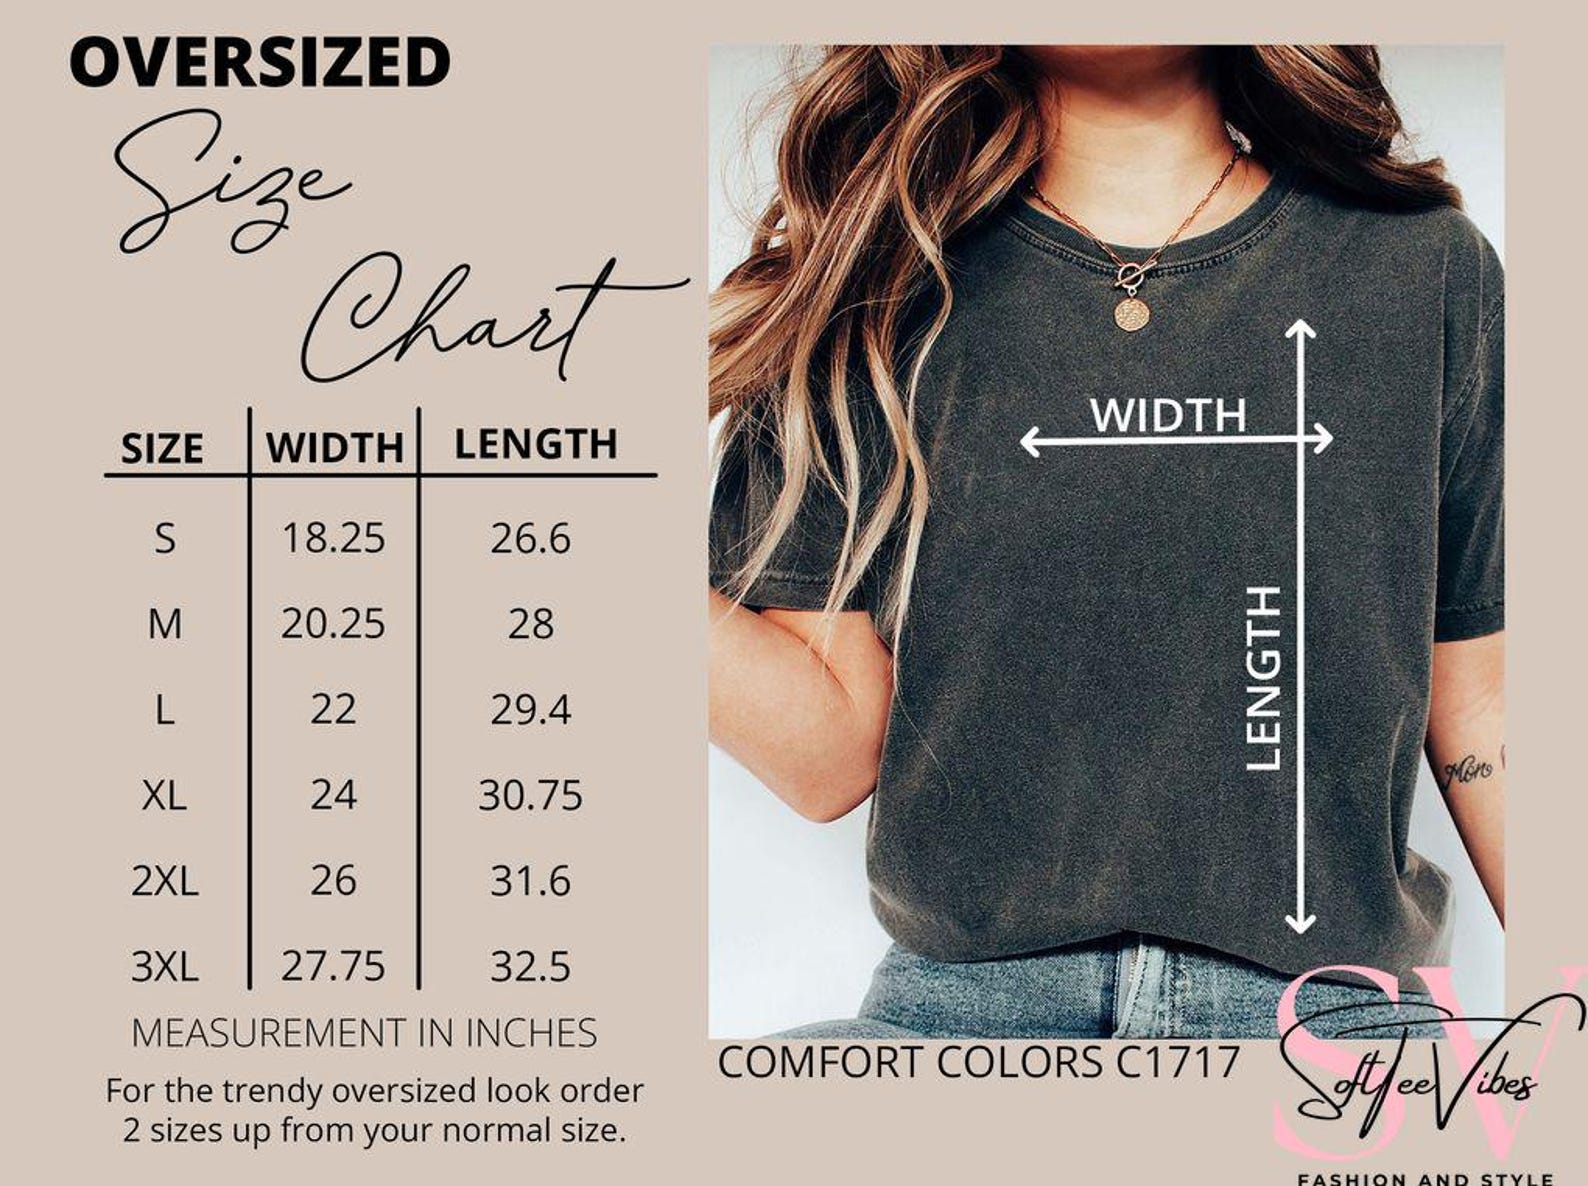 OVERSIZED
Size
Chart
SIZE WIDTH LENGTH
S 18.25 26.6
M 20.25 28
L 22 29.4
XL 24 30.75
2XL 26 31.6
3XL 27.75 32.5
MEASUREMENT IN INCHES
For the trendy oversized look order
2 sizes up from your normal size.
WIDTH
LENGTH
COMFORT COLORS C1717
SV
SoftTeeVibes
FASHION AND STYLE